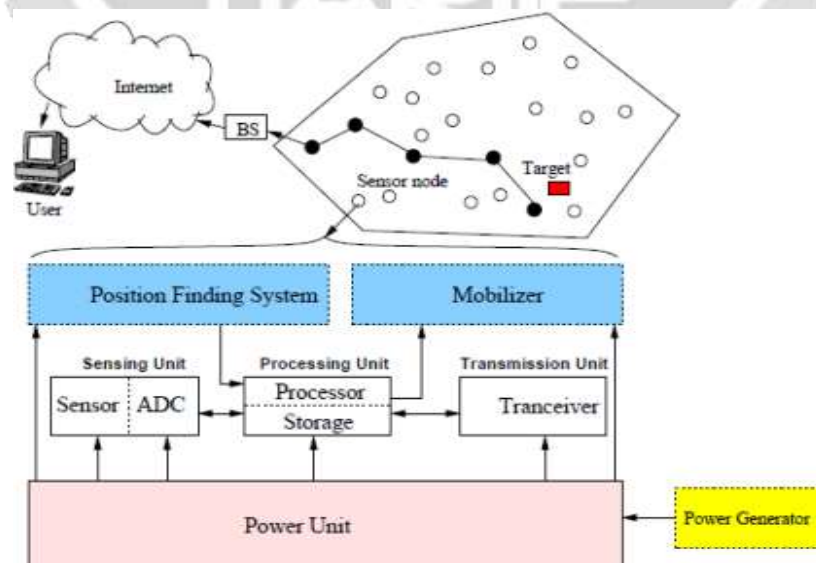 Internet
BS
User
Sensor node
Target
Position Finding System
Mobilizer
Sensing Unit
Processing Unit
Transmission Unit
Sensor
ADC
Processor
Storage
Tranceiver
Power Unit
Power Generator